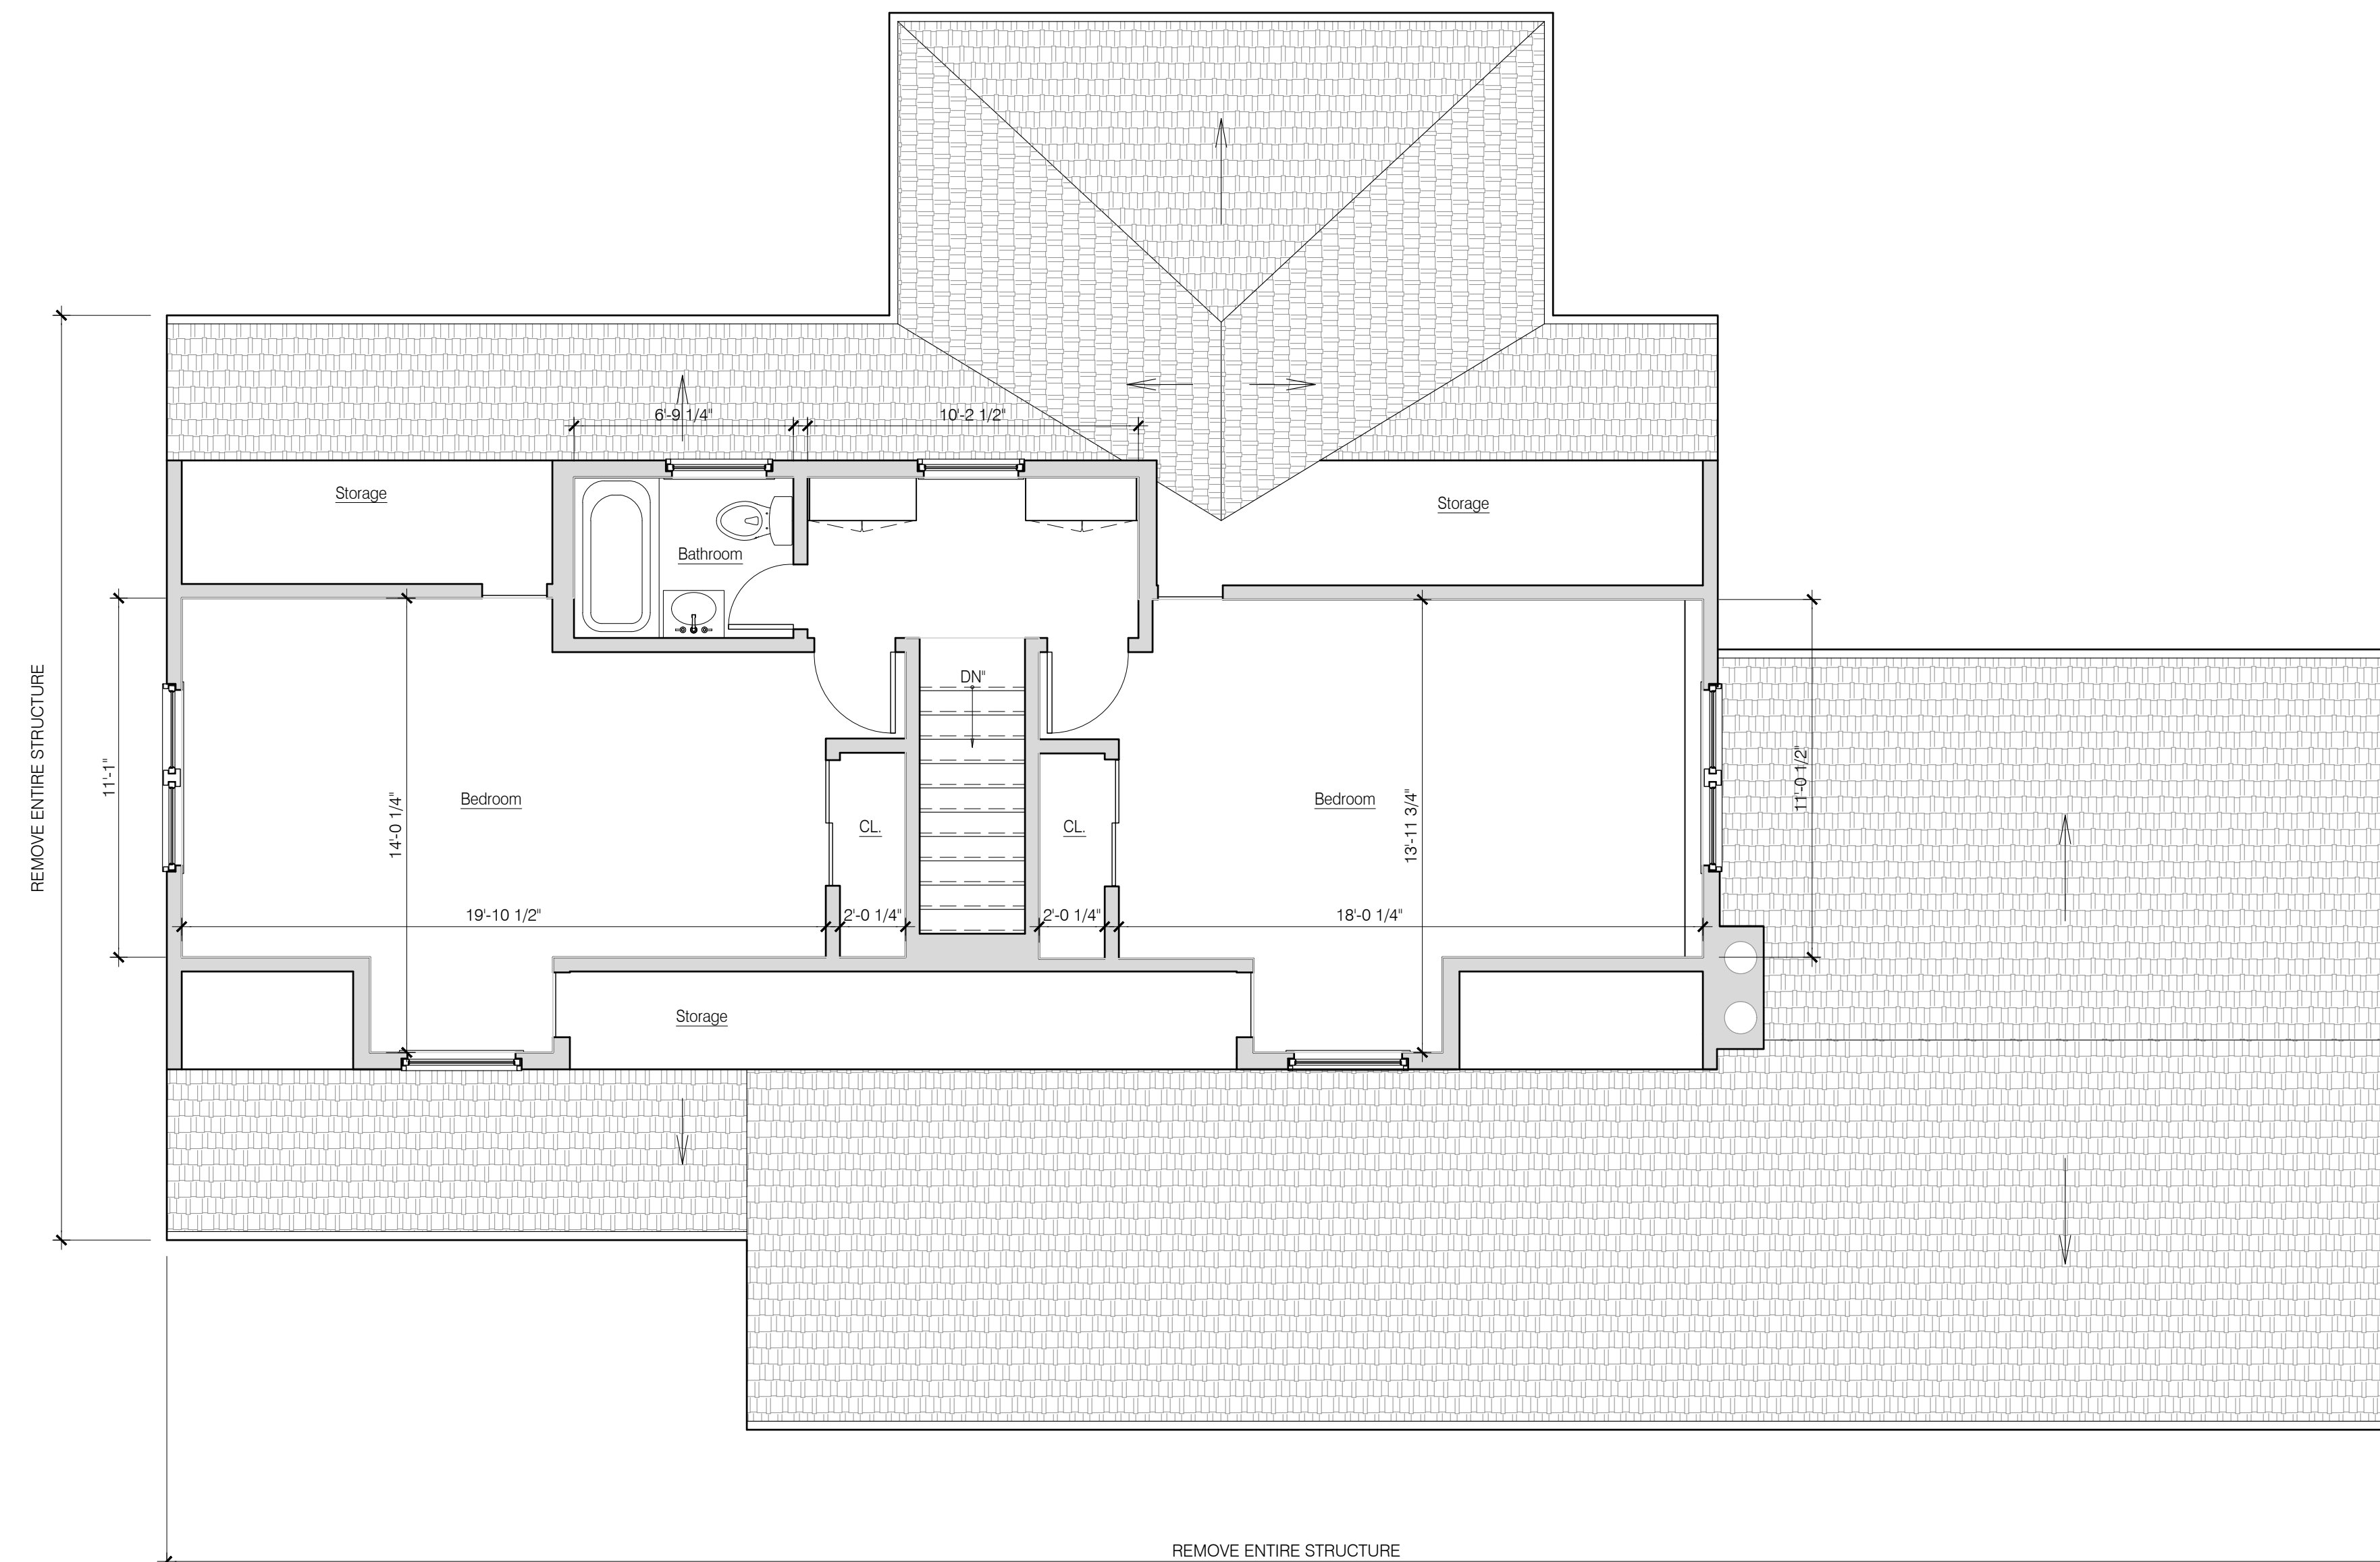 6'-9 1/4"
10'-2 1/2"
Storage
Storage
Bathroom
DN"
REMOVE ENTIRE STRUCTURE
11'-1"
14'-0 1/4"
Bedroom
CL.
CL.
Bedroom
13'-11 3/4"
11'-0 1/2"
19'-10 1/2"
2'-0 1/4"
2'-0 1/4"
18'-0 1/4"
Storage
REMOVE ENTIRE STRUCTURE